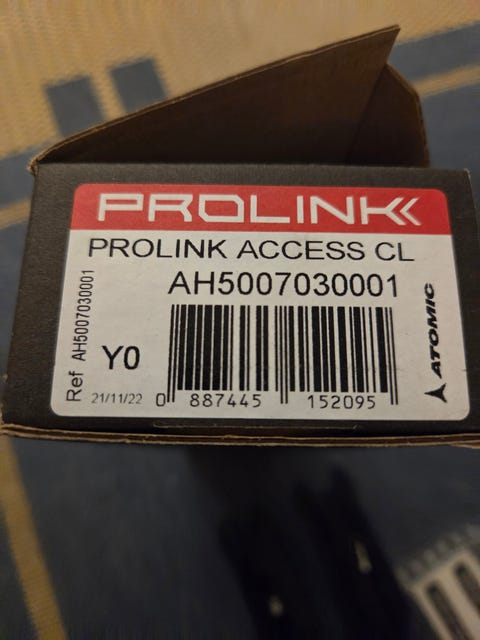 PROLINK
PROLINK ACCESS CL
AH5007030001
Ref AH5007030001
Y0
21/11/22
0 887445 152095
ATOMIC